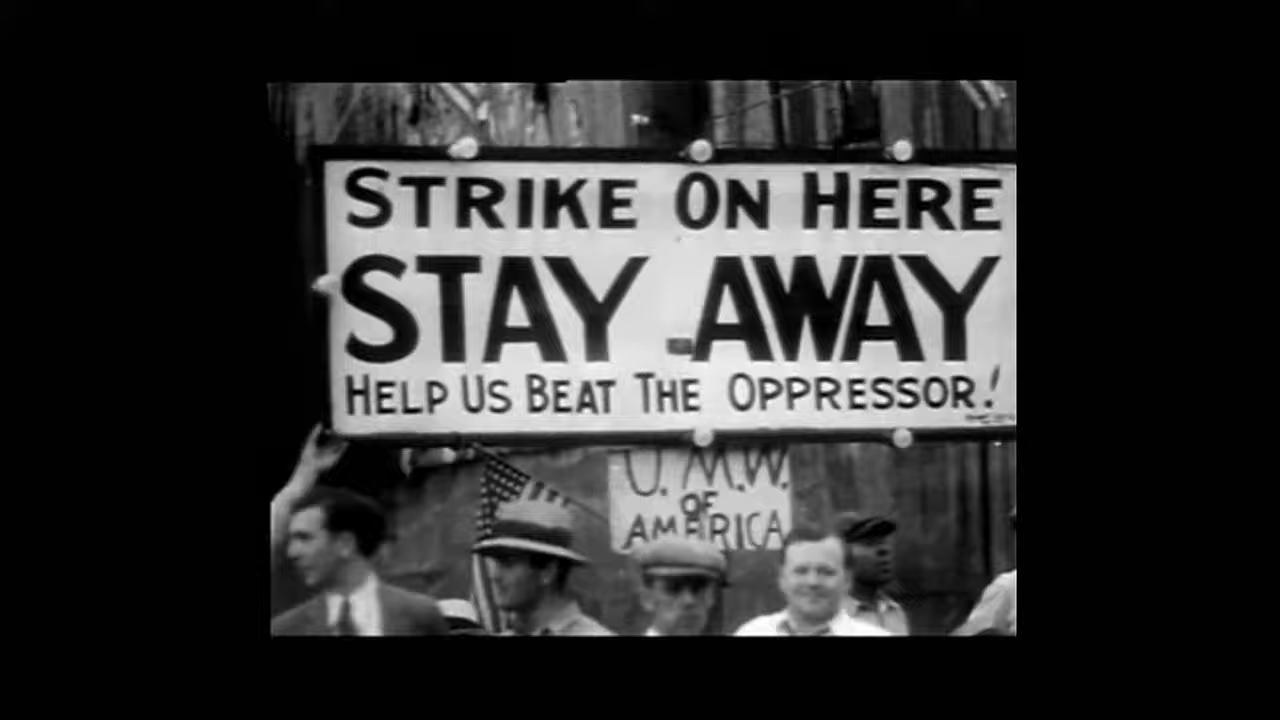 STRIKE ON HERE
STAY-AWAY
HELP US BEAT THE OPPRESSOR!
U.M.W.
OF
AMERICA